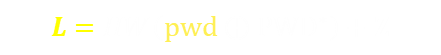 L = pwd